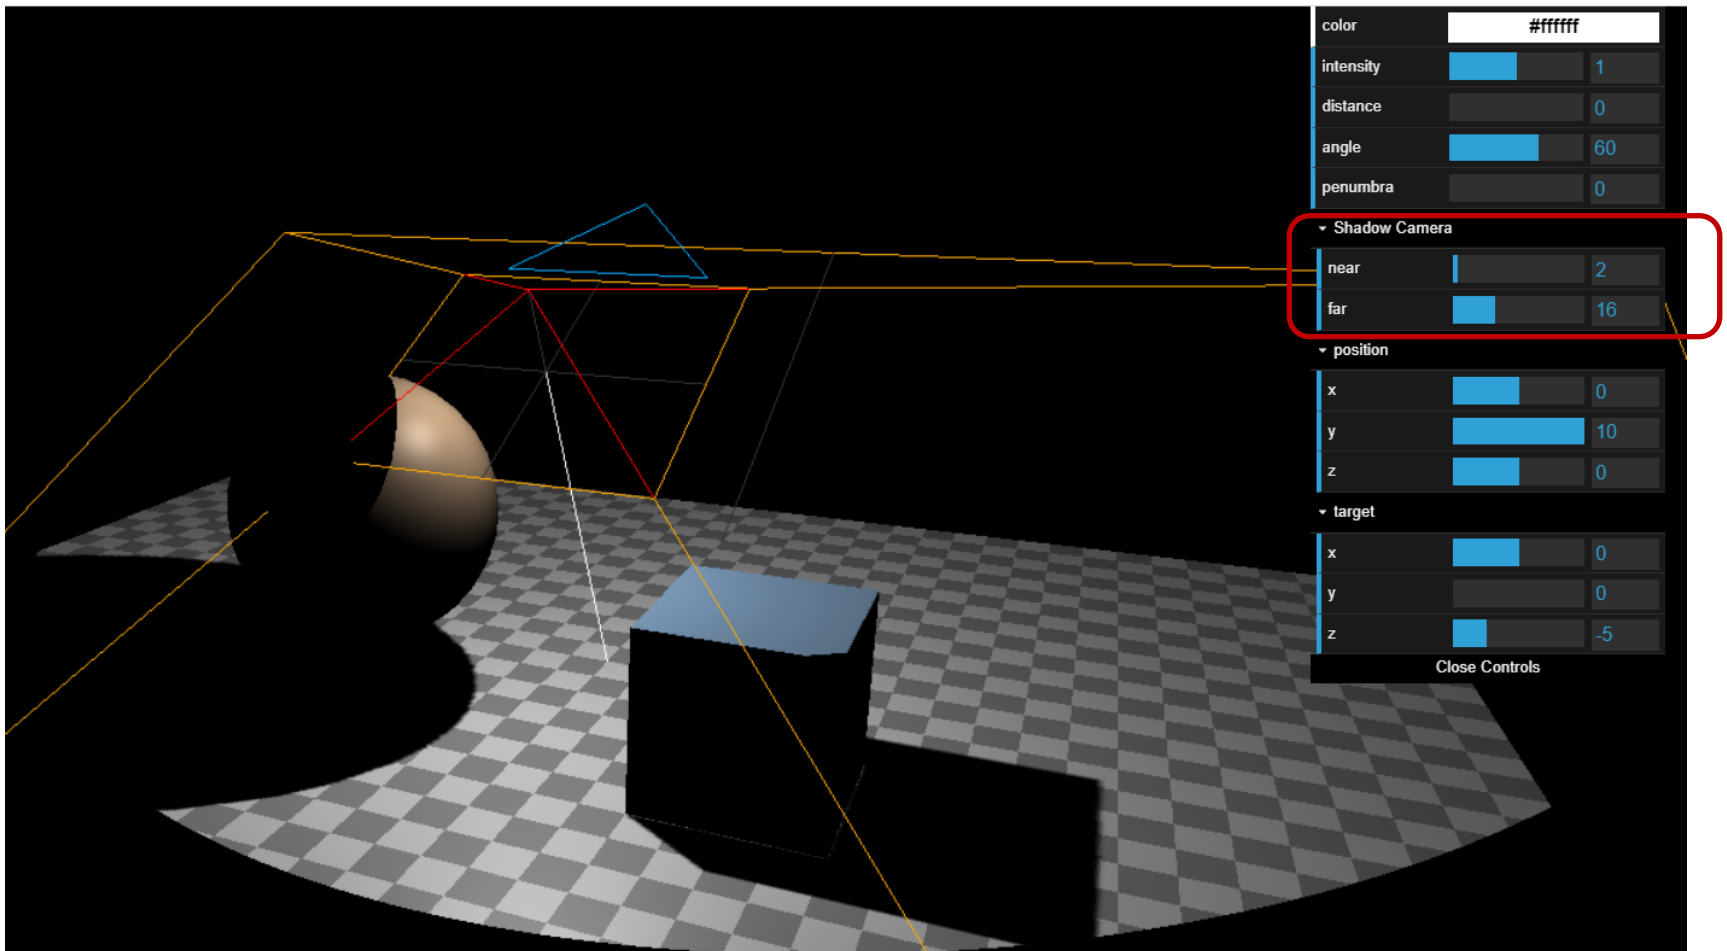 color #ffffff
intensity 1
distance 0
angle 60
penumbra 0
Shadow Camera
near 2
far 16
position
x 0
y 10
z 0
target
x 0
y 0
z -5
Close Controls